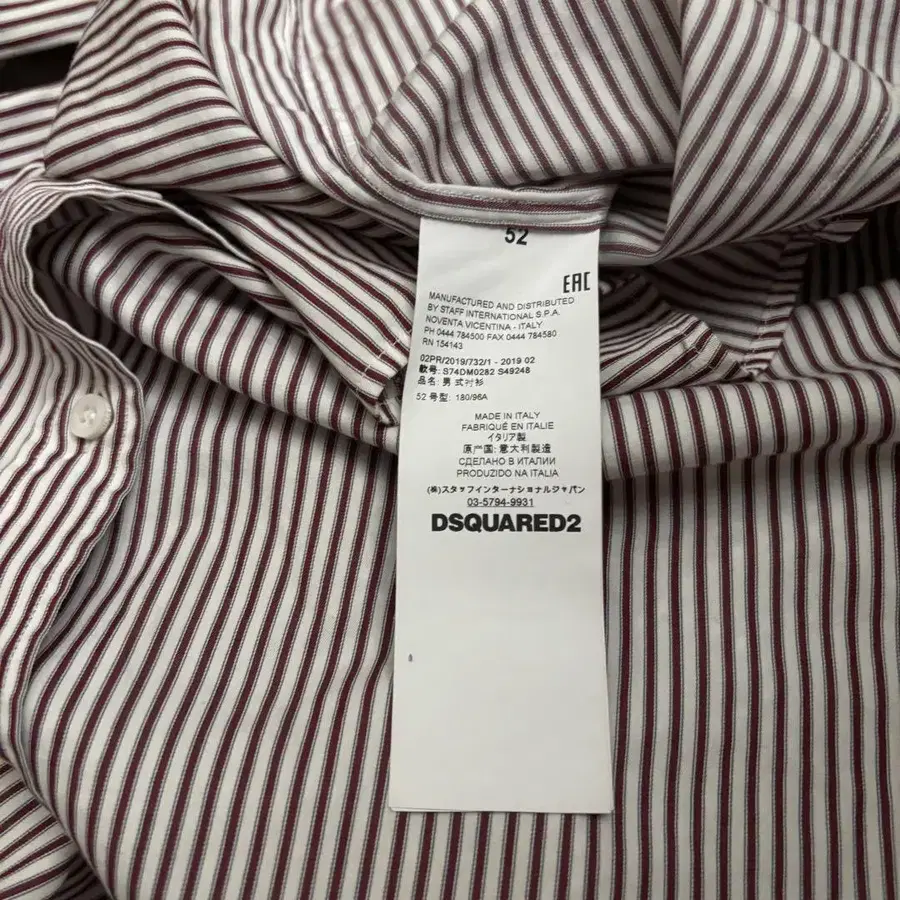 52
EAC
MANUFACTURED AND DISTRIBUTED
BY STAFF INTERNATIONAL S.P.A.
NOVENTA VICENTINA - ITALY
PH 0444 784500 FAX 0444 784580
RN 154143
02PR/2019/732/1 - 2019 02
款号: S74DM0282 S49248
品名: 男 式衬衫
52 号型: 180/96A
MADE IN ITALY
FABRIQUÉ EN ITALIE
イタリア製
原产国: 意大利製造
СДЕЛАНО В ИТАЛИИ
PRODUZIDO NA ITALIA
(株)スタッフインターナショナルジャパン
03-5794-9931
DSQUARED2